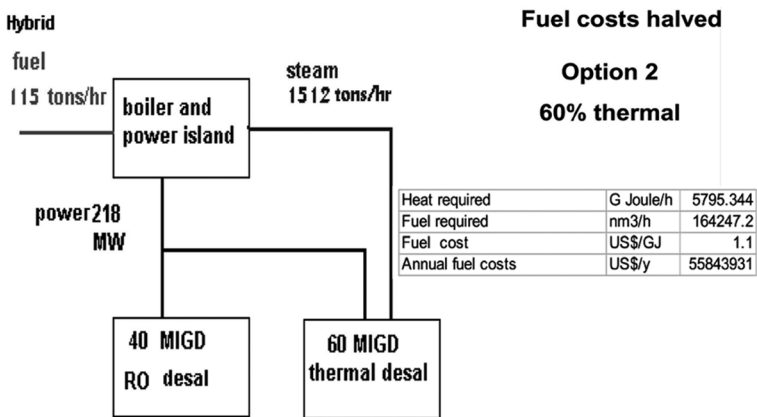 Hybrid
Fuel costs halved
fuel
115 tons/hr
steam
1512 tons/hr
Option 2
60% thermal
boiler and
power island
power218
MW
Heat required G Joule/h 5795.344
Fuel required nm3/h 164247.2
Fuel cost US$/GJ 1.1
Annual fuel costs US$/y 55843931
40 MIGD
RO desal
60 MIGD
thermal desal